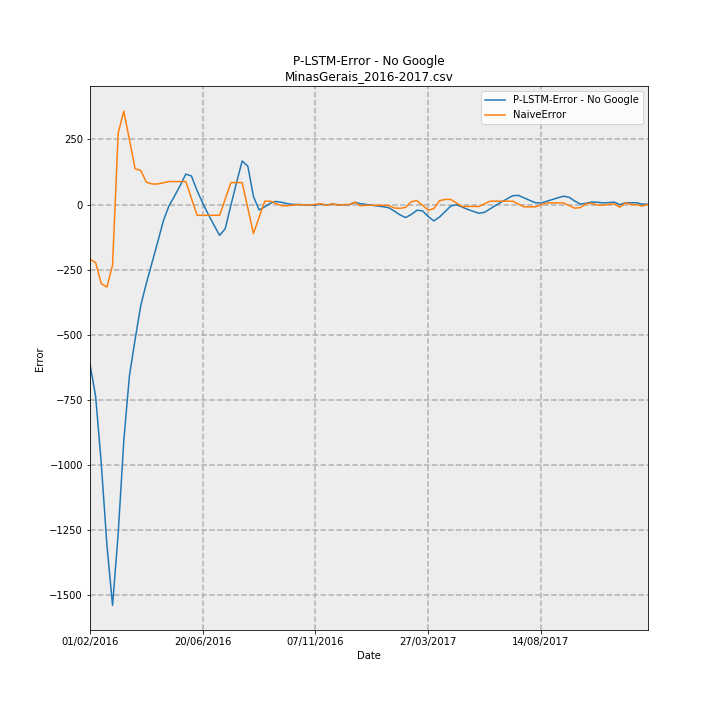 P-LSTM-Error - No Google
MinasGerais_2016-2017.csv
P-LSTM-Error - No Google
NaiveError
250
0
−250
−500
−750
−1000
−1250
−1500
Error
01/02/2016
20/06/2016
07/11/2016
27/03/2017
14/08/2017
Date